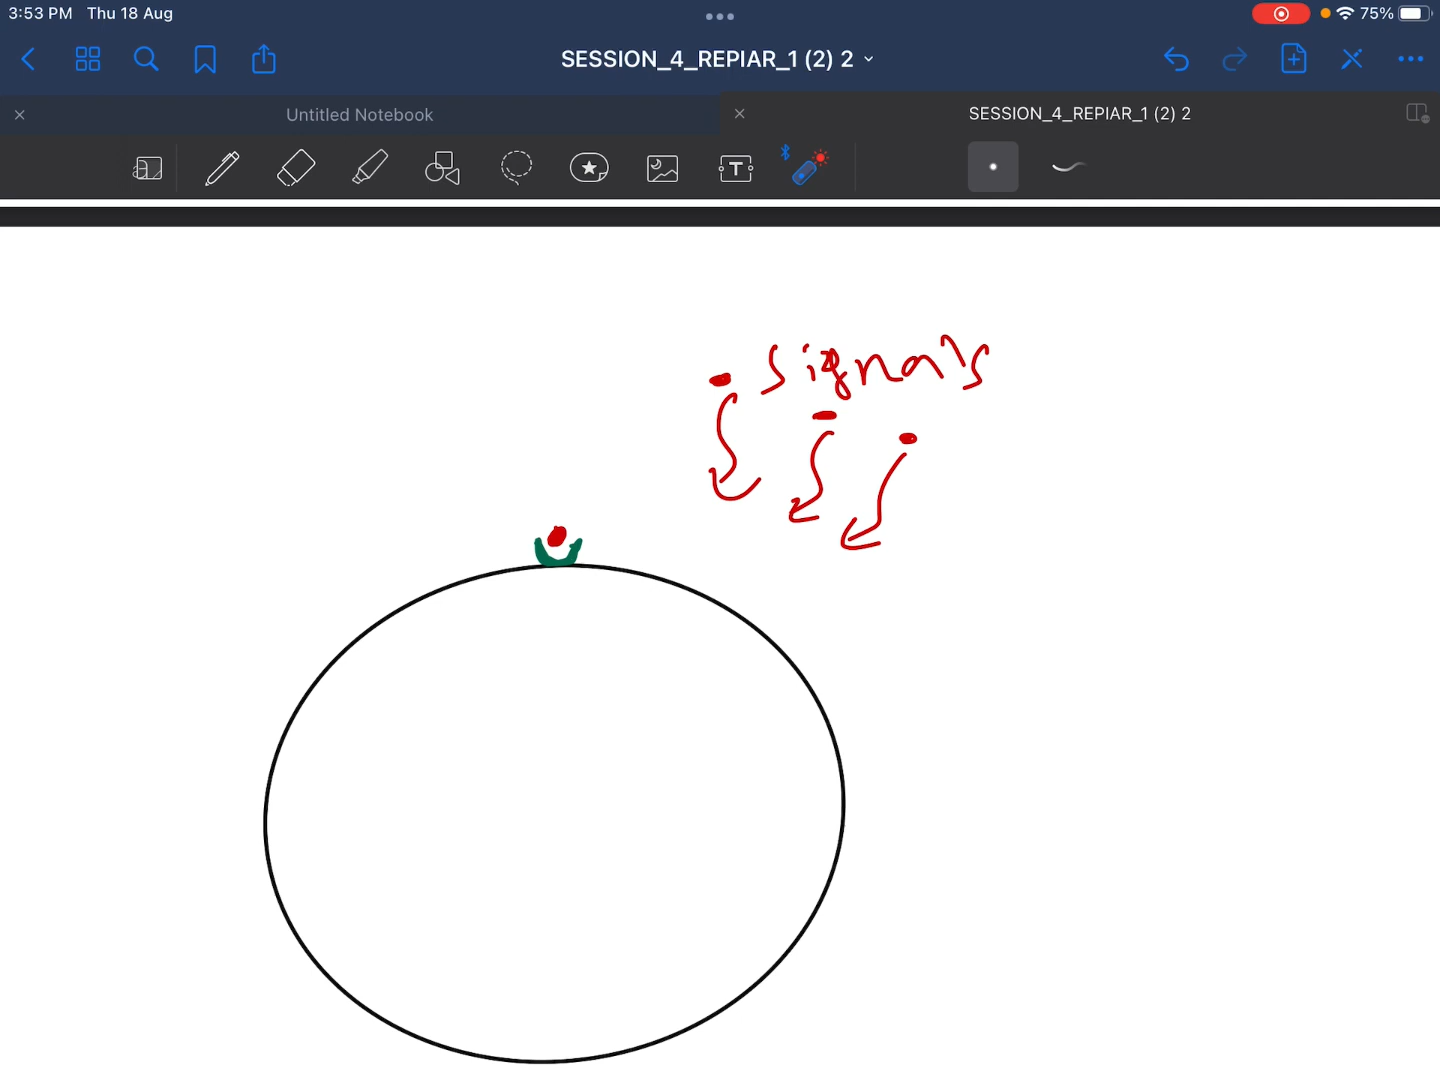 3:53 PM Thu 18 Aug
75%
SESSION_4_REPIAR_1 (2) 2
Untitled Notebook
SESSION_4_REPIAR_1 (2) 2
signals